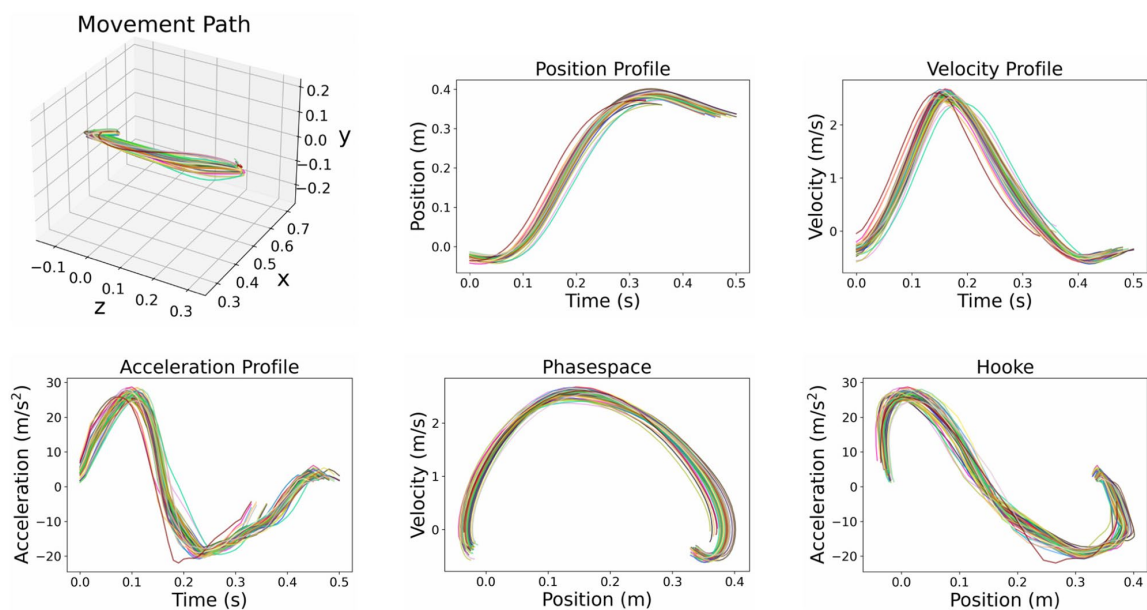 Movement Path
0.2
0.1
0.0
−0.1
−0.2
y
0.7
0.6
0.5
0.4
0.3
x
−0.1
0.0
0.1
0.2
0.3
z
Position Profile
0.4
0.3
0.2
0.1
0.0
Position (m)
0.0 0.1 0.2 0.3 0.4 0.5
Time (s)
Velocity Profile
2
1
0
Velocity (m/s)
0.0 0.1 0.2 0.3 0.4 0.5
Time (s)
Acceleration Profile
30
20
10
0
−10
−20
Acceleration (m/s²)
0.0 0.1 0.2 0.3 0.4 0.5
Time (s)
Phasespace
2
1
0
Velocity (m/s)
0.0 0.1 0.2 0.3 0.4
Position (m)
Hooke
30
20
10
0
−10
−20
Acceleration (m/s²)
0.0 0.1 0.2 0.3 0.4
Position (m)